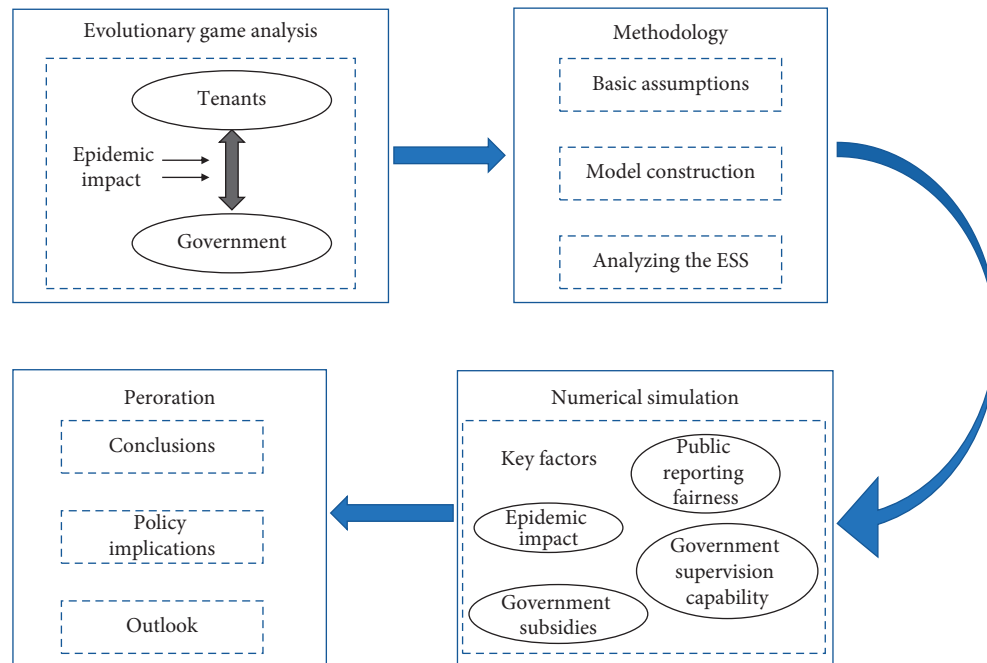 Evolutionary game analysis
Tenants
Epidemic
impact
Government
Methodology
Basic assumptions
Model construction
Analyzing the ESS
Numerical simulation
Key factors
Public
reporting
fairness
Epidemic
impact
Government
supervision
capability
Government
subsidies
Peroration
Conclusions
Policy
implications
Outlook